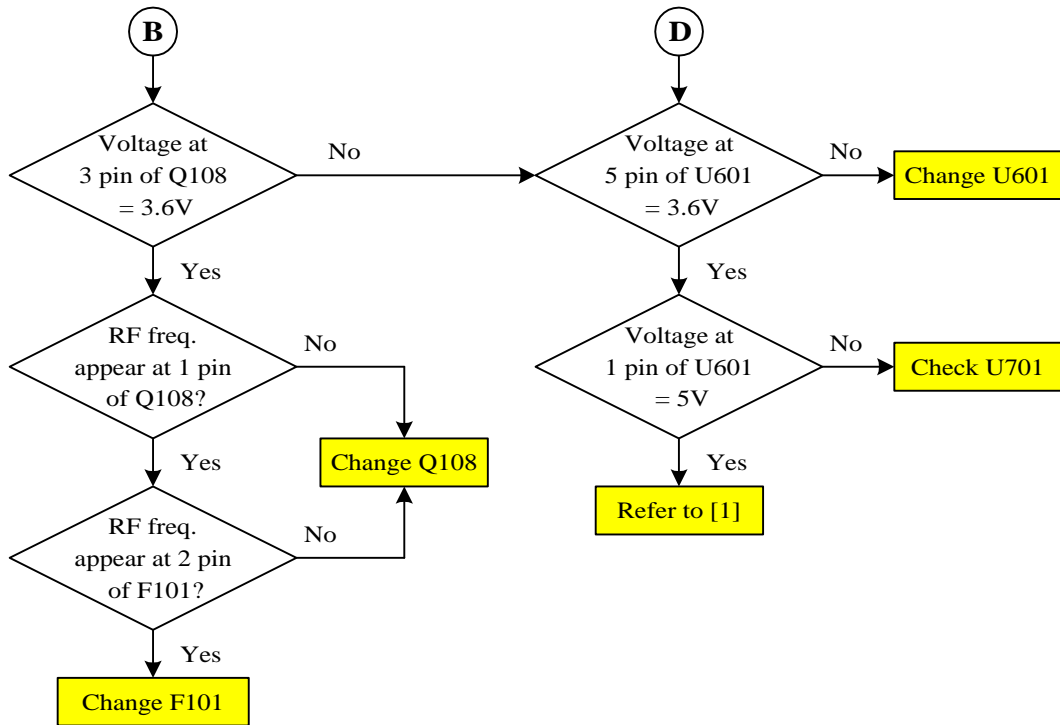 B
Voltage at
3 pin of Q108
= 3.6V
No
Yes
RF freq.
appear at 1 pin
of Q108?
No
Yes
Change Q108
RF freq.
appear at 2 pin
of F101?
No
Yes
Change F101
D
Voltage at
5 pin of U601
= 3.6V
No
Change U601
Yes
Voltage at
1 pin of U601
= 5V
No
Check U701
Yes
Refer to [1]